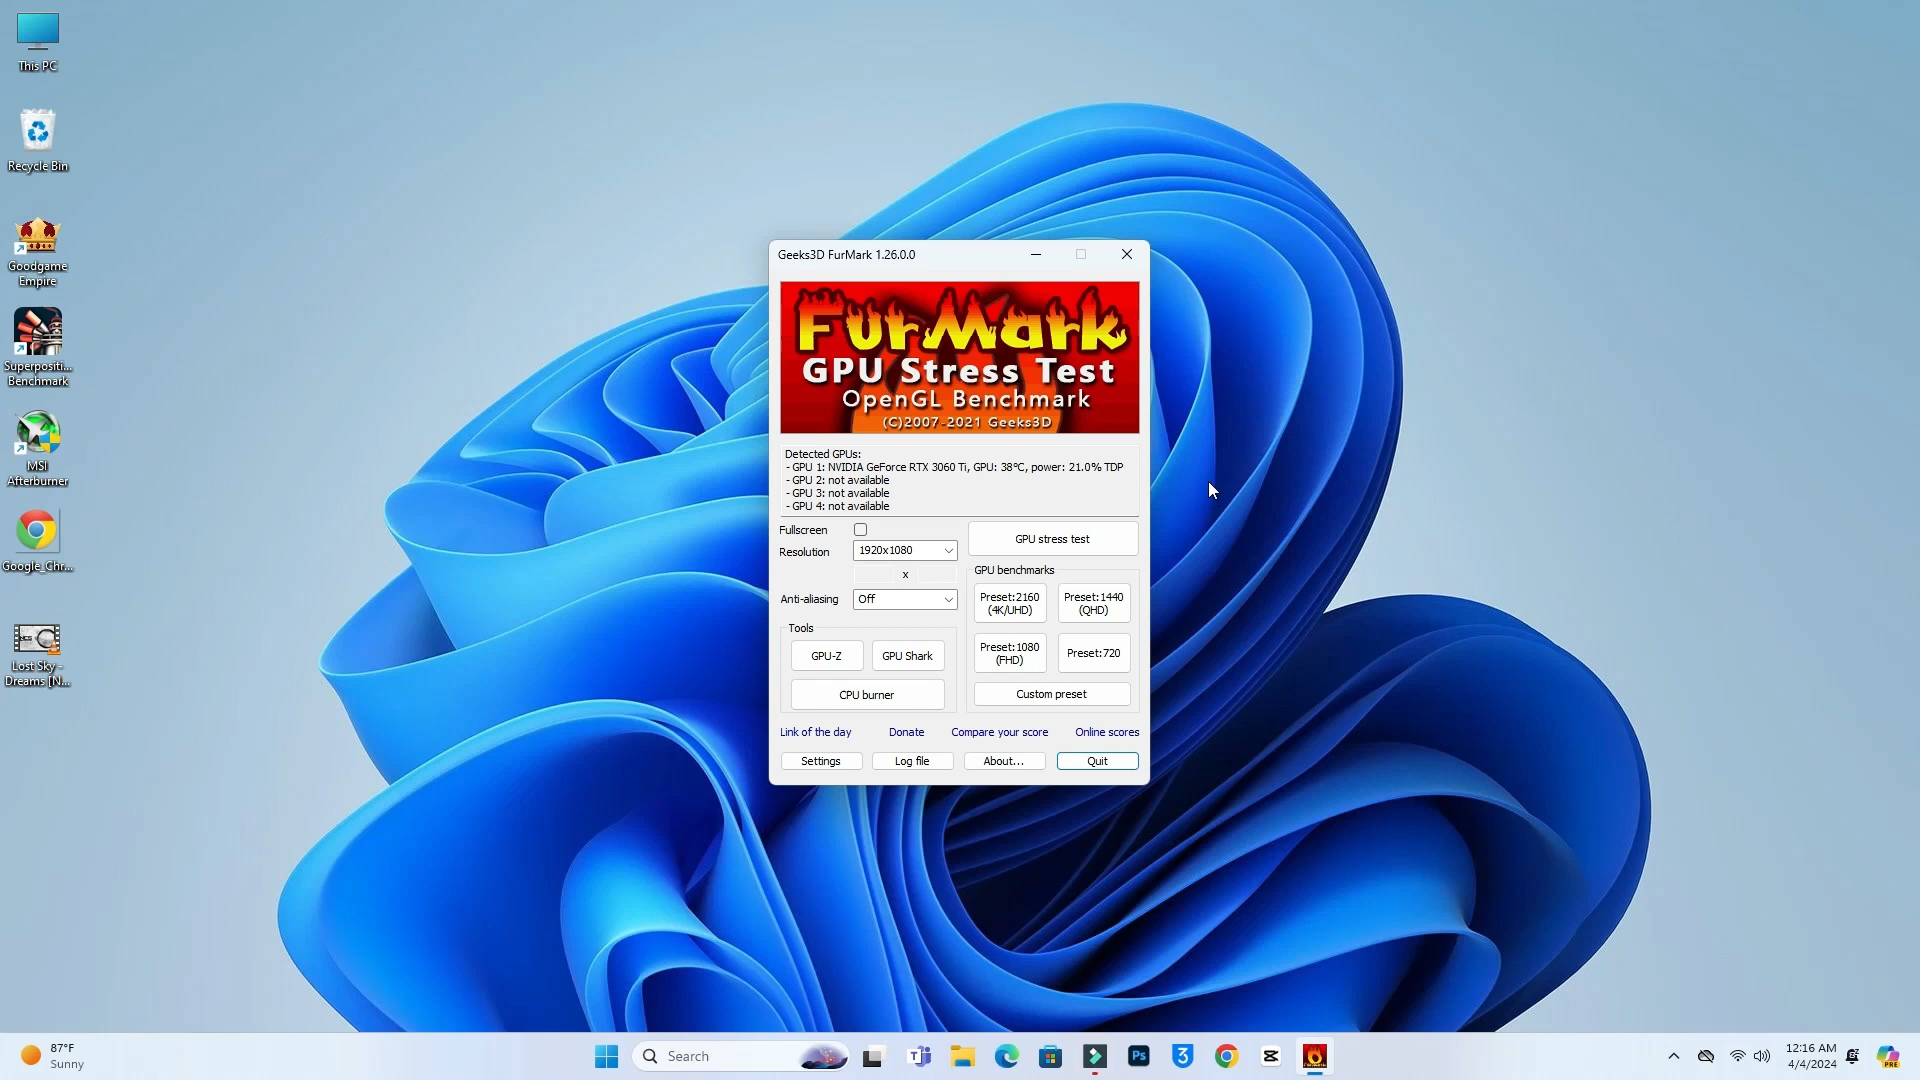 This PC
Recycle Bin
Goodgame
Empire
Superpositi...
Benchmark
MSI
Afterburner
Google_Chr...
Lost Sky -
Dreams [N...
Geeks3D FurMark 1.26.0.0
FurMark
GPU Stress Test
OpenGL Benchmark
(C)2007-2021 Geeks3D
Detected GPUs:
- GPU 1: NVIDIA GeForce RTX 3060 Ti, GPU: 38°C, power: 21.0% TDP
- GPU 2: not available
- GPU 3: not available
- GPU 4: not available
Fullscreen
GPU stress test
Resolution
1920x1080
x
Anti-aliasing
Off
GPU benchmarks
Preset:2160
(4K/UHD)
Preset:1440
(QHD)
Preset:1080
(FHD)
Preset:720
Custom preset
Tools
GPU-Z
GPU Shark
CPU burner
Link of the day
Donate
Compare your score
Online scores
Settings
Log file
About...
Quit
87°F
Sunny
Search
T
Ps
3
12:16 AM
4/4/2024
PRE